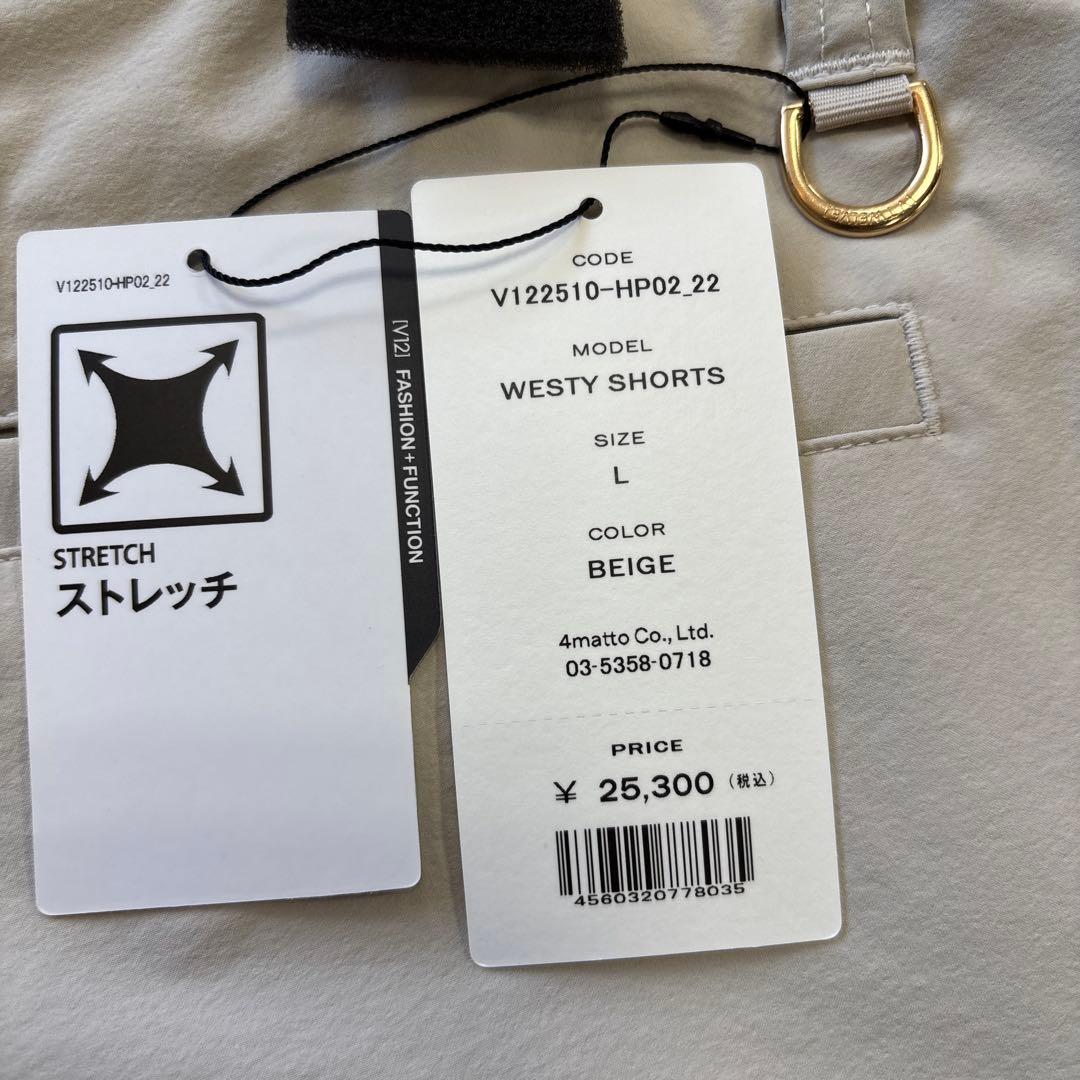 V122510-HP02_22
STRETCH
ストレッチ
[V12] FASHION+FUNCTION
CODE
V122510-HP02_22
MODEL
WESTY SHORTS
SIZE
L
COLOR
BEIGE
4matto Co., Ltd.
03-5358-0718
PRICE
¥ 25,300 (税込)
4560320778035